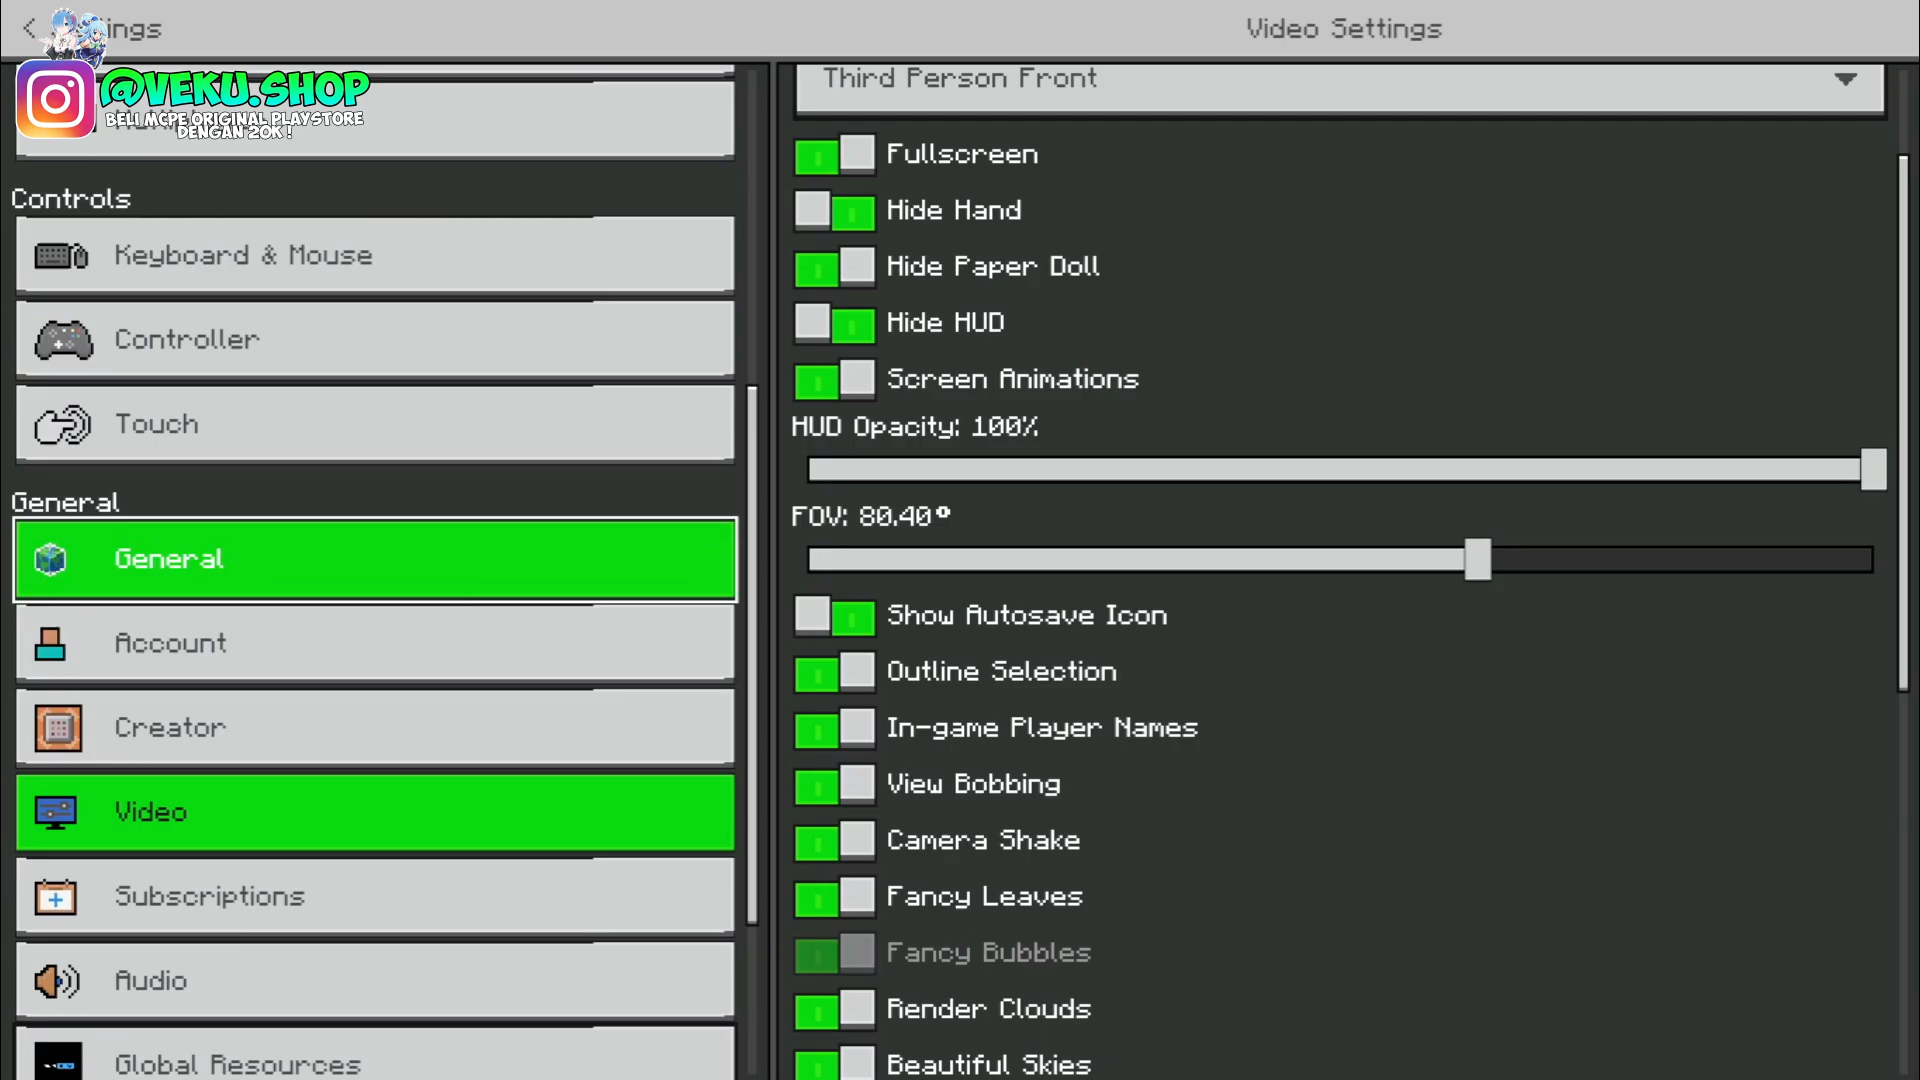 ings
Video Settings
@VEKU.SHOP
BELI MCPE ORIGINAL PLAYSTORE
DENGAN 20K !
Third Person Front
Fullscreen
Controls
Hide Hand
Keyboard & Mouse
Hide Paper Doll
Hide HUD
Controller
Screen Animations
Touch
HUD Opacity: 100%
General
FOV: 80.40°
General
Show Autosave Icon
Account
Outline Selection
Creator
In-game Player Names
View Bobbing
Video
Camera Shake
Subscriptions
Fancy Leaves
Fancy Bubbles
Audio
Render Clouds
Global Resources
Beautiful Skies